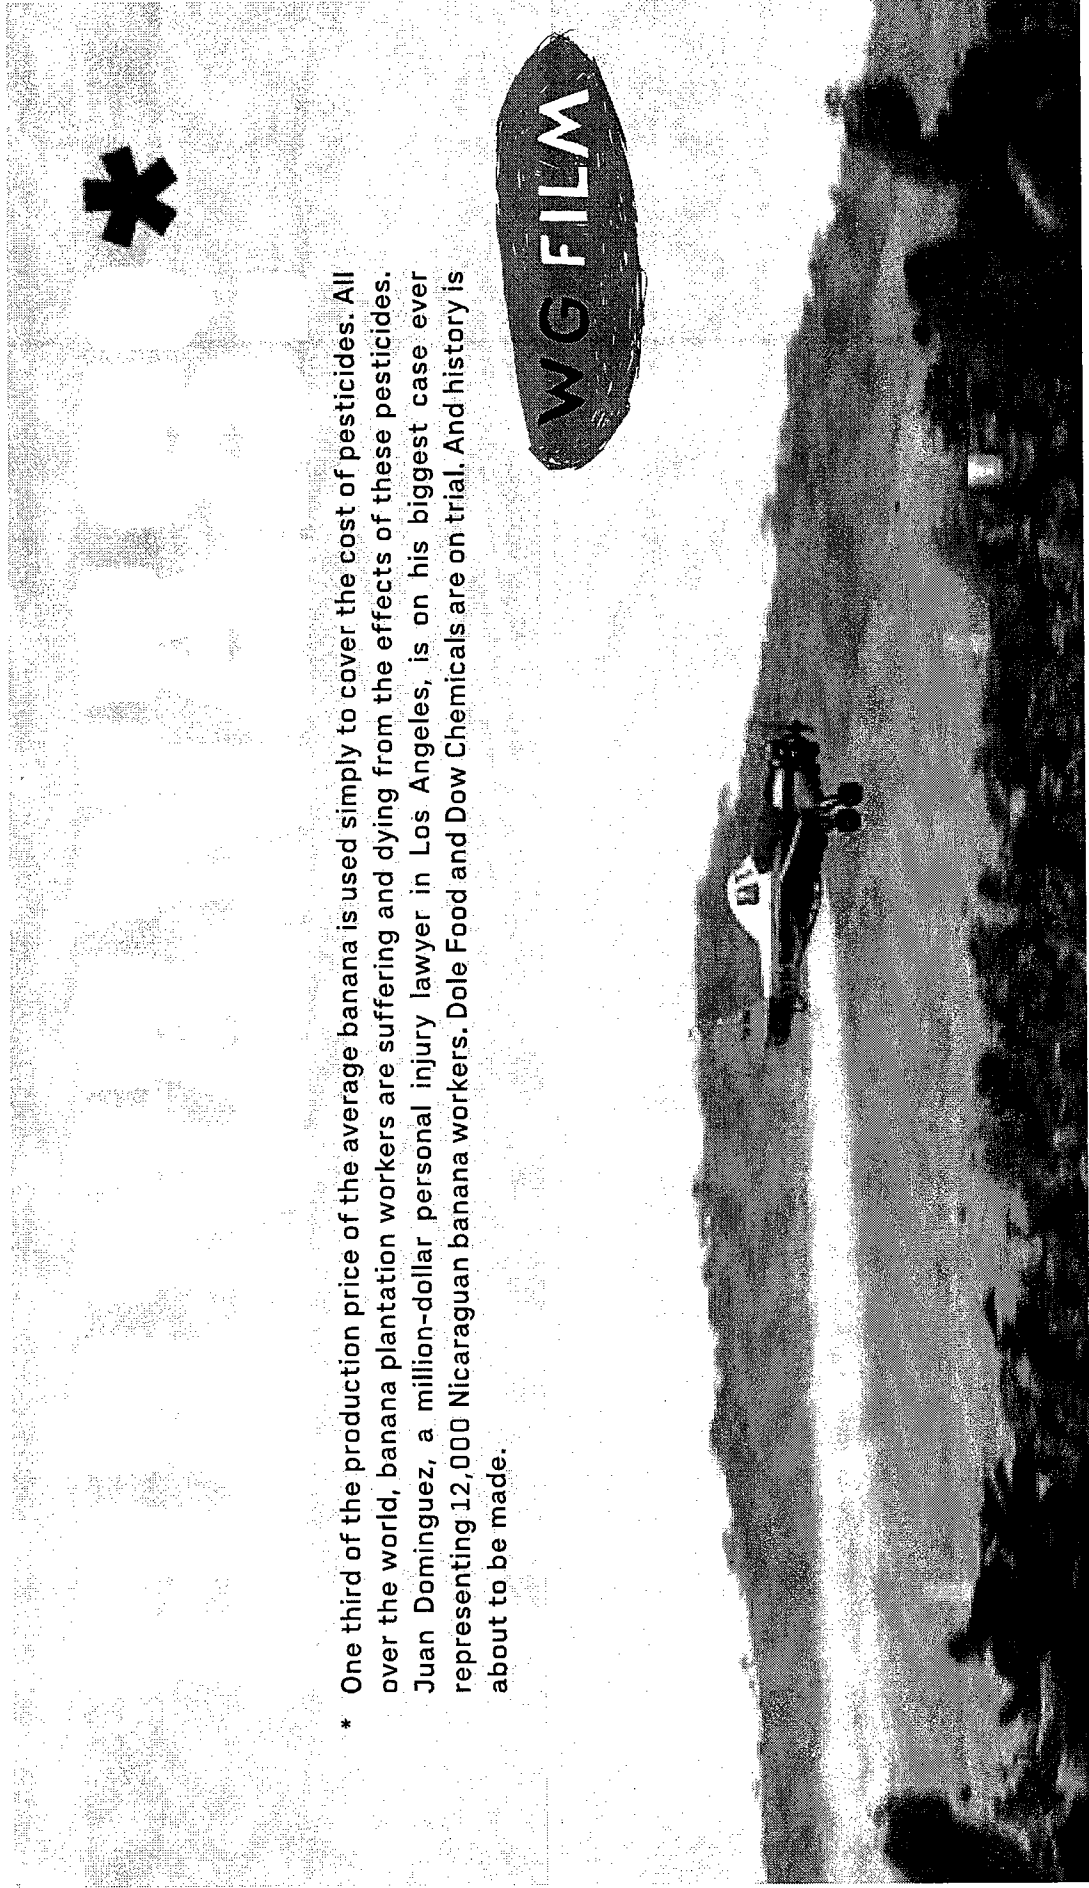 *
* One third of the production price of the average banana is used simply to cover the cost of pesticides. All
over the world, banana plantation workers are suffering and dying from the effects of these pesticides.
Juan Dominguez, a million-dollar personal injury lawyer in Los Angeles, is on his biggest case ever
representing 12,000 Nicaraguan banana workers. Dole Food and Dow Chemicals are on trial. And history is
about to be made.
WG FILM